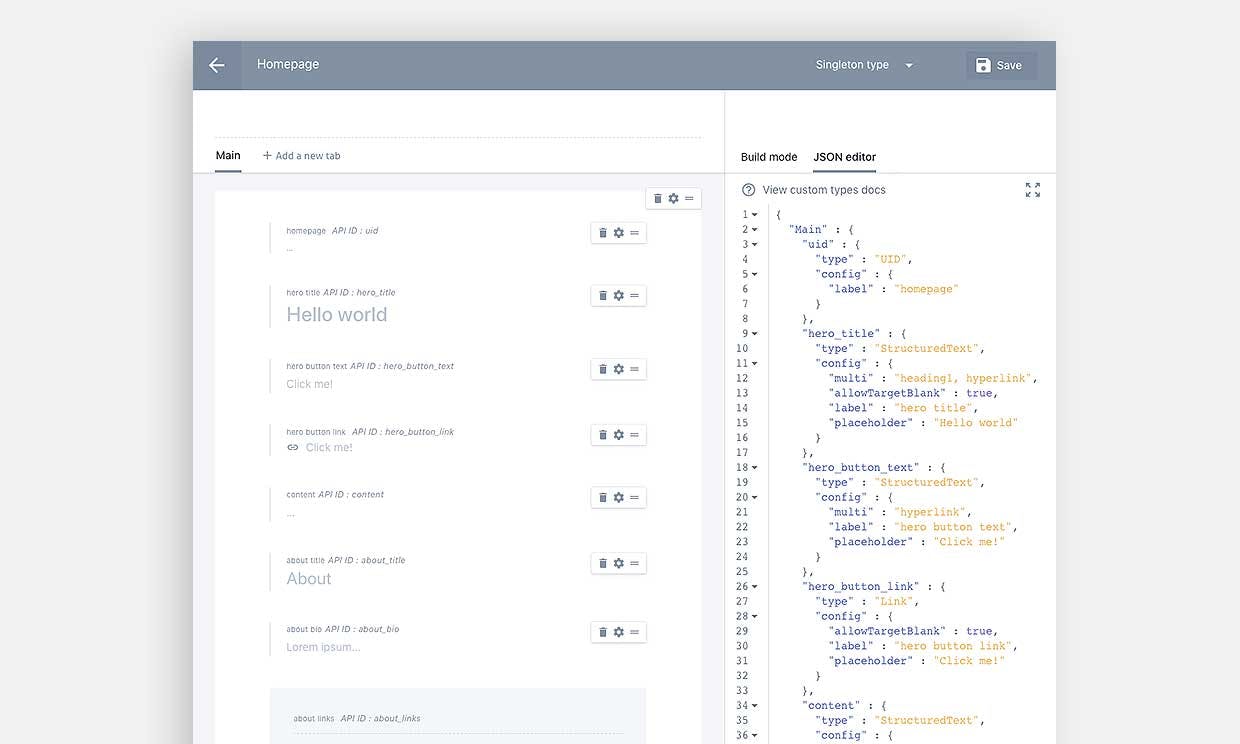 Homepage
Singleton type
Save
Main
+ Add a new tab
Build mode
JSON editor
homepage API ID : uid
...
hero title API ID : hero_title
Hello world
hero button text API ID : hero_button_text
Click me!
hero button link API ID : hero_button_link
Click me!
content API ID : content
...
about title API ID : about_title
About
about bio API ID : about_bio
Lorem ipsum...
about links API ID : about_links
View custom types docs
1 {
2 "Main" : {
3 "uid" : {
4 "type" : "UID",
5 "config" : {
6 "label" : "homepage"
7 }
8 },
9 "hero_title" : {
10 "type" : "StructuredText",
11 "config" : {
12 "multi" : "heading1, hyperlink",
13 "allowTargetBlank" : true,
14 "label" : "hero title",
15 "placeholder" : "Hello world"
16 }
17 },
18 "hero_button_text" : {
19 "type" : "StructuredText",
20 "config" : {
21 "multi" : "hyperlink",
22 "label" : "hero button text",
23 "placeholder" : "Click me!"
24 }
25 },
26 "hero_button_link" : {
27 "type" : "Link",
28 "config" : {
29 "allowTargetBlank" : true,
30 "label" : "hero button link",
31 "placeholder" : "Click me!"
32 }
33 },
34 "content" : {
35 "type" : "StructuredText",
36 "config" : {